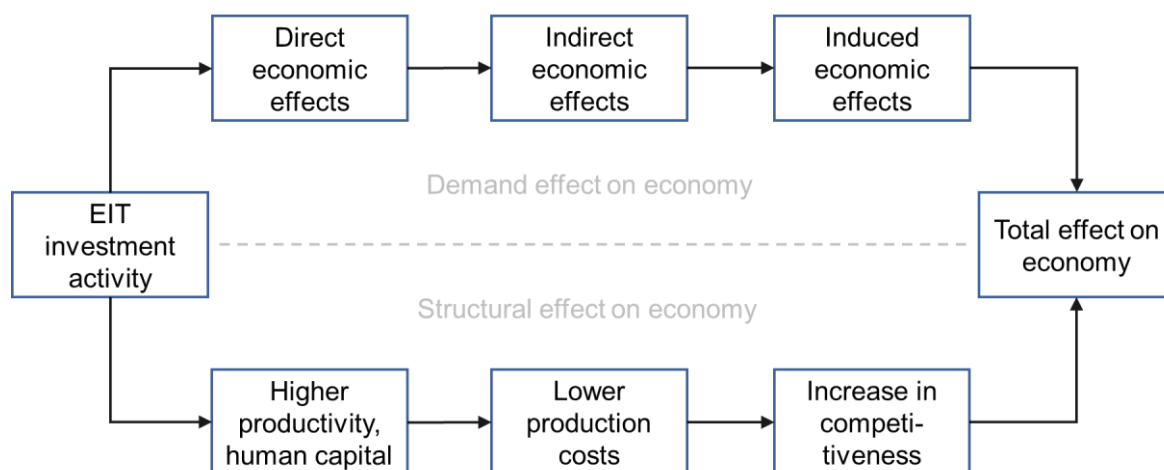 Direct
economic
effects
Indirect
economic
effects
Induced
economic
effects
Demand effect on economy
EIT
investment
activity
Total effect on
economy
Structural effect on economy
Higher
productivity,
human capital
Lower
production
costs
Increase in
competi-
tiveness